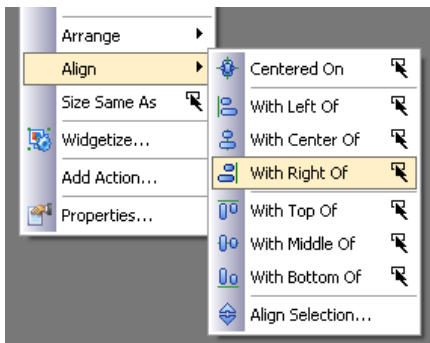 Arrange
Align
Size Same As
Widgetize...
Add Action...
Properties...
Centered On
With Left Of
With Center Of
With Right Of
With Top Of
With Middle Of
With Bottom Of
Align Selection...